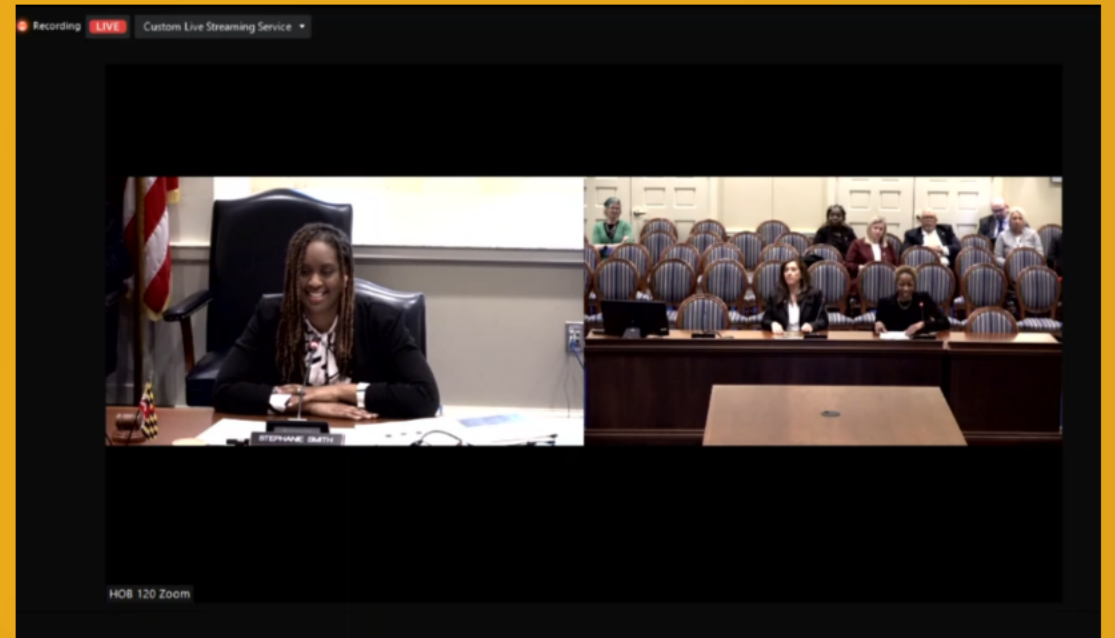 Recording LIVE Custom Live Streaming Service
STEPHANIE SMITH
HOB 120 Zoom